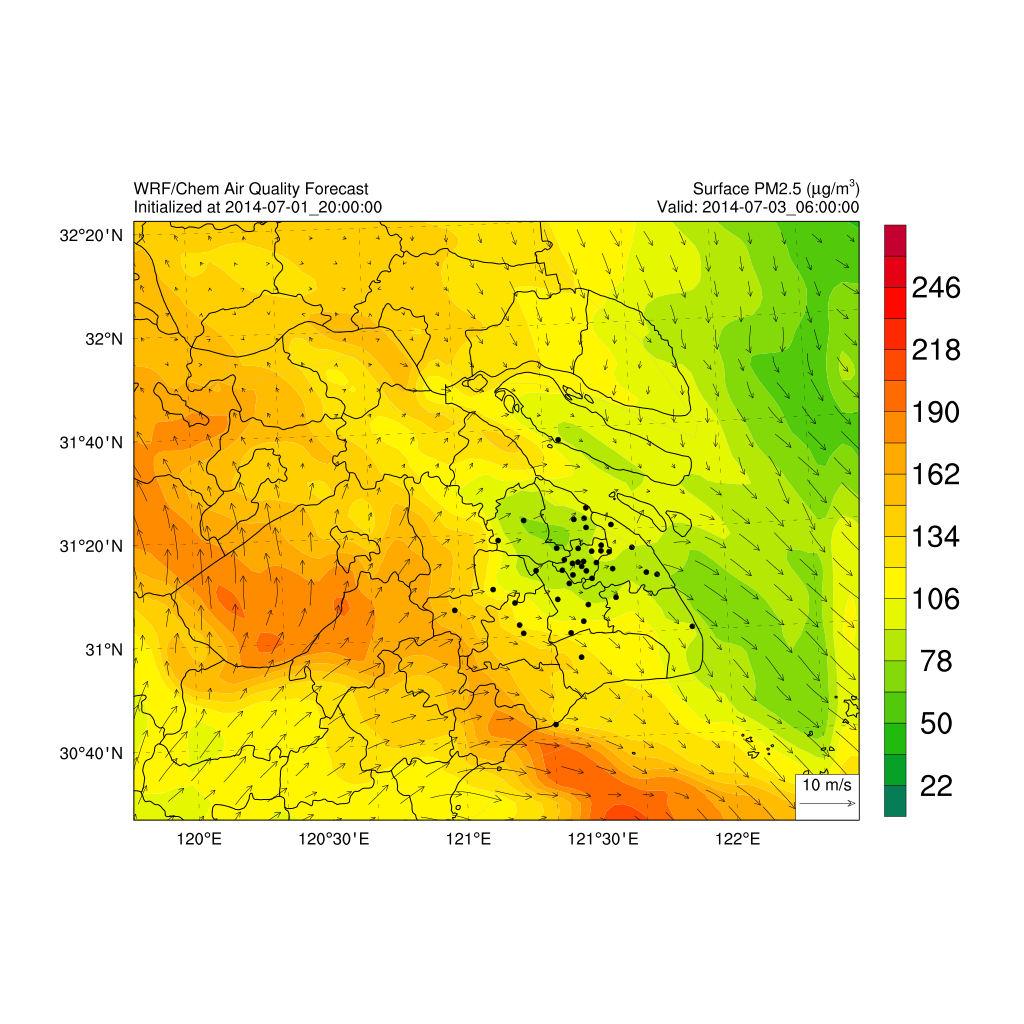 WRF/Chem Air Quality Forecast
Surface PM2.5 (μg/m³)
Initialized at 2014-07-01_20:00:00
Valid: 2014-07-03_06:00:00
32°20'N
32°N
31°40'N
31°20'N
31°N
30°40'N
120°E
120°30'E
121°E
121°30'E
122°E
10 m/s
246
218
190
162
134
106
78
50
22